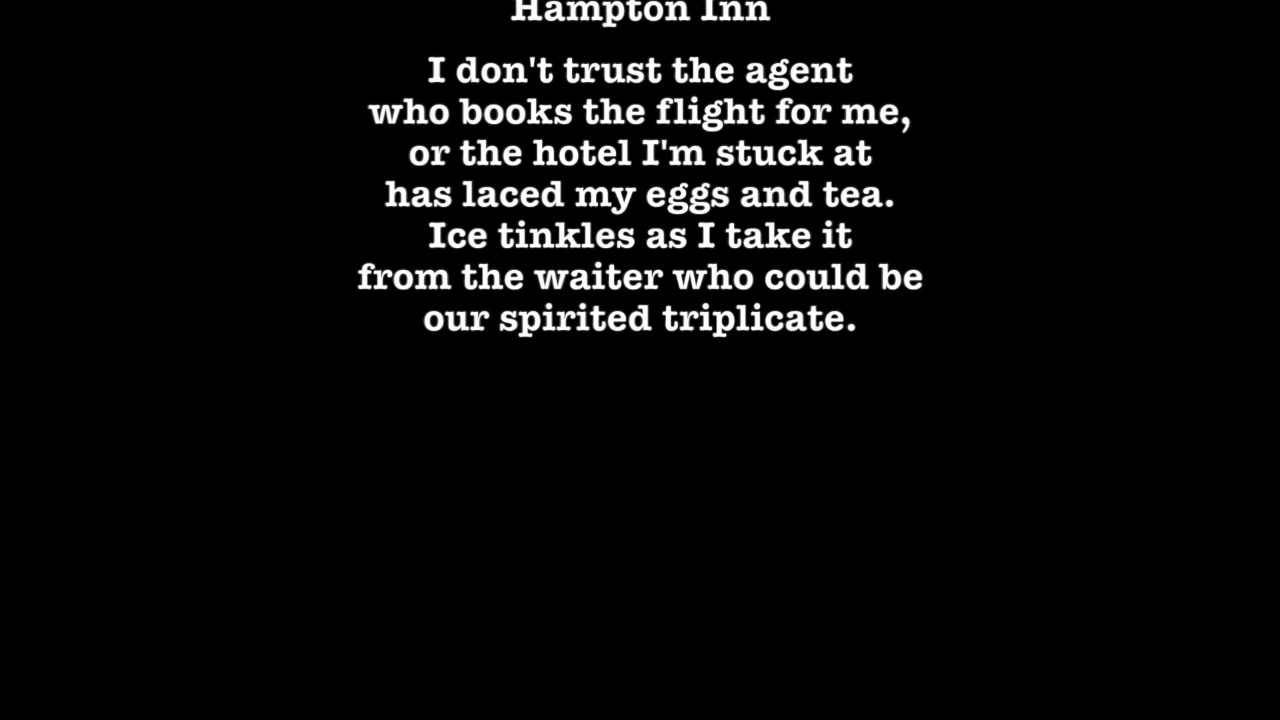 Hampton Inn
I don't trust the agent
who books the flight for me,
or the hotel I'm stuck at
has laced my eggs and tea.
Ice tinkles as I take it
from the waiter who could be
our spirited triplicate.